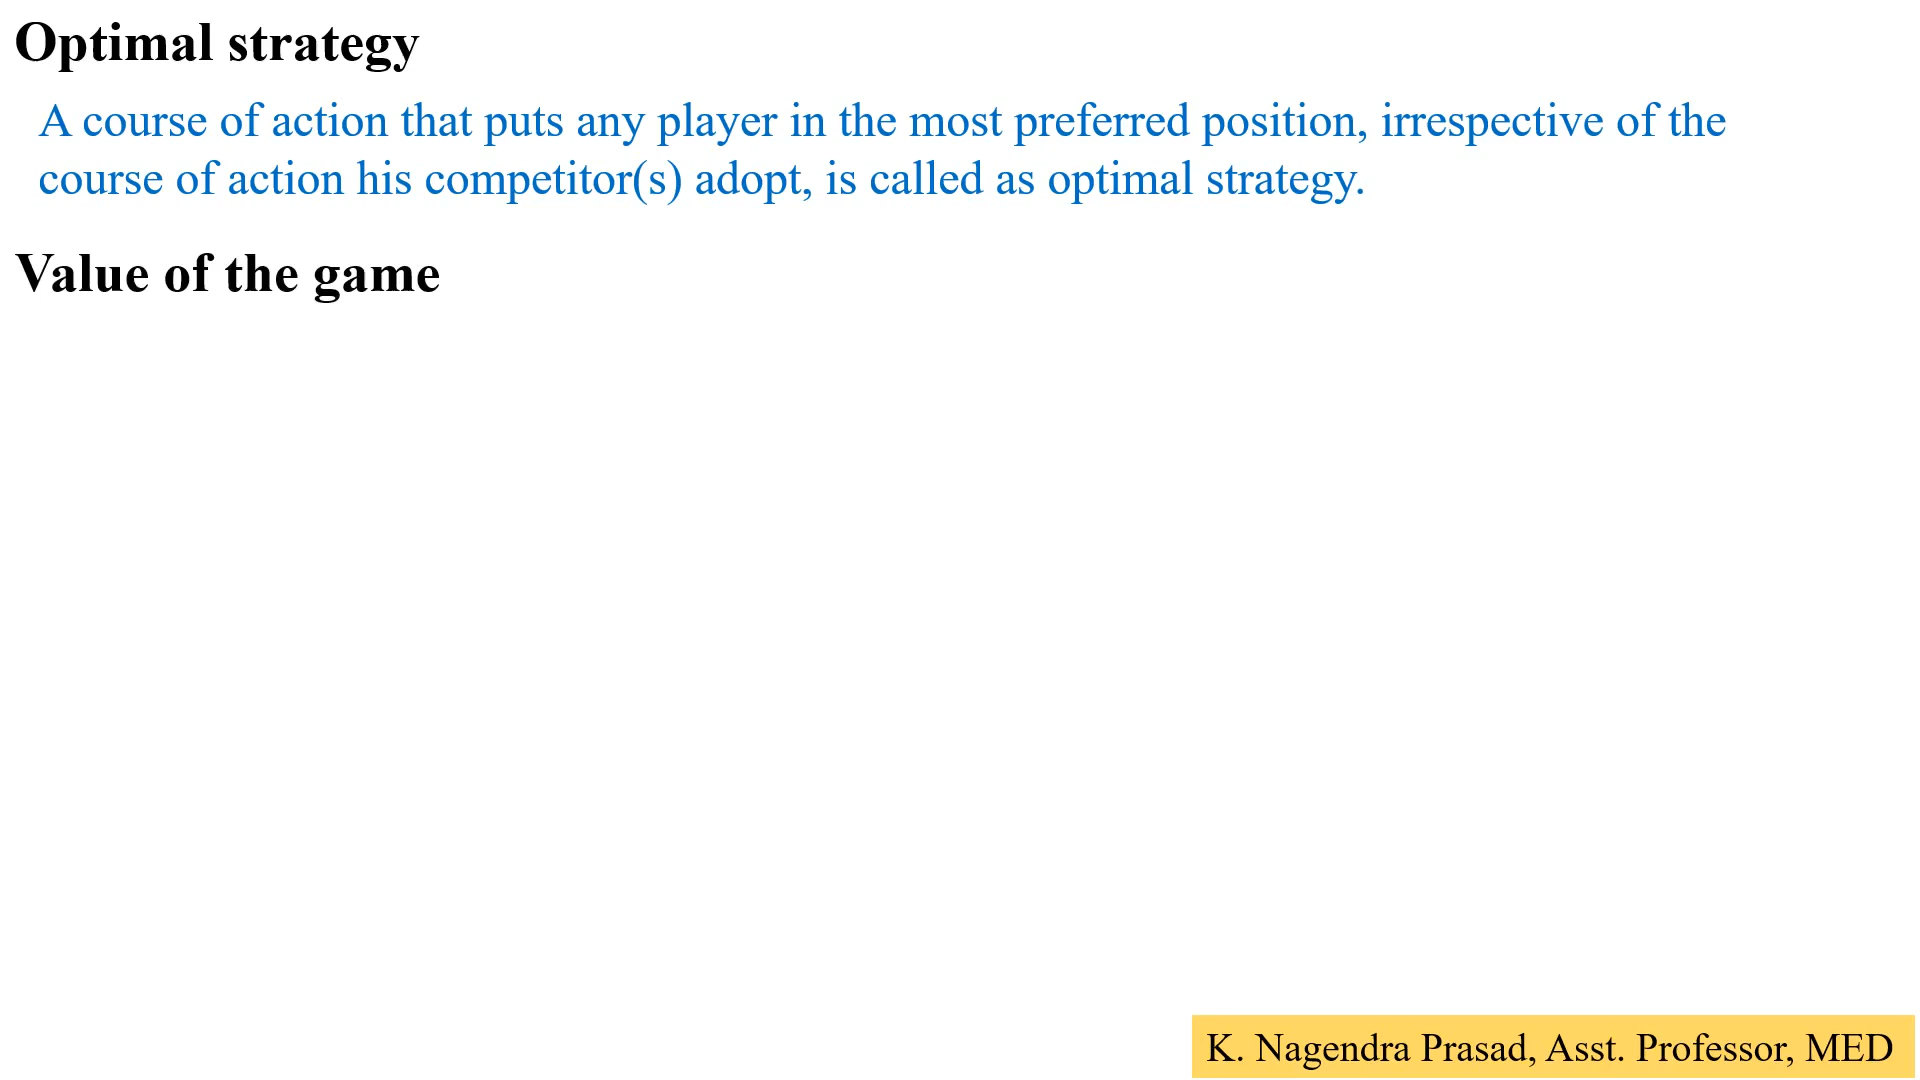 Optimal strategy
A course of action that puts any player in the most preferred position, irrespective of the
course of action his competitor(s) adopt, is called as optimal strategy.
Value of the game
K. Nagendra Prasad, Asst. Professor, MED